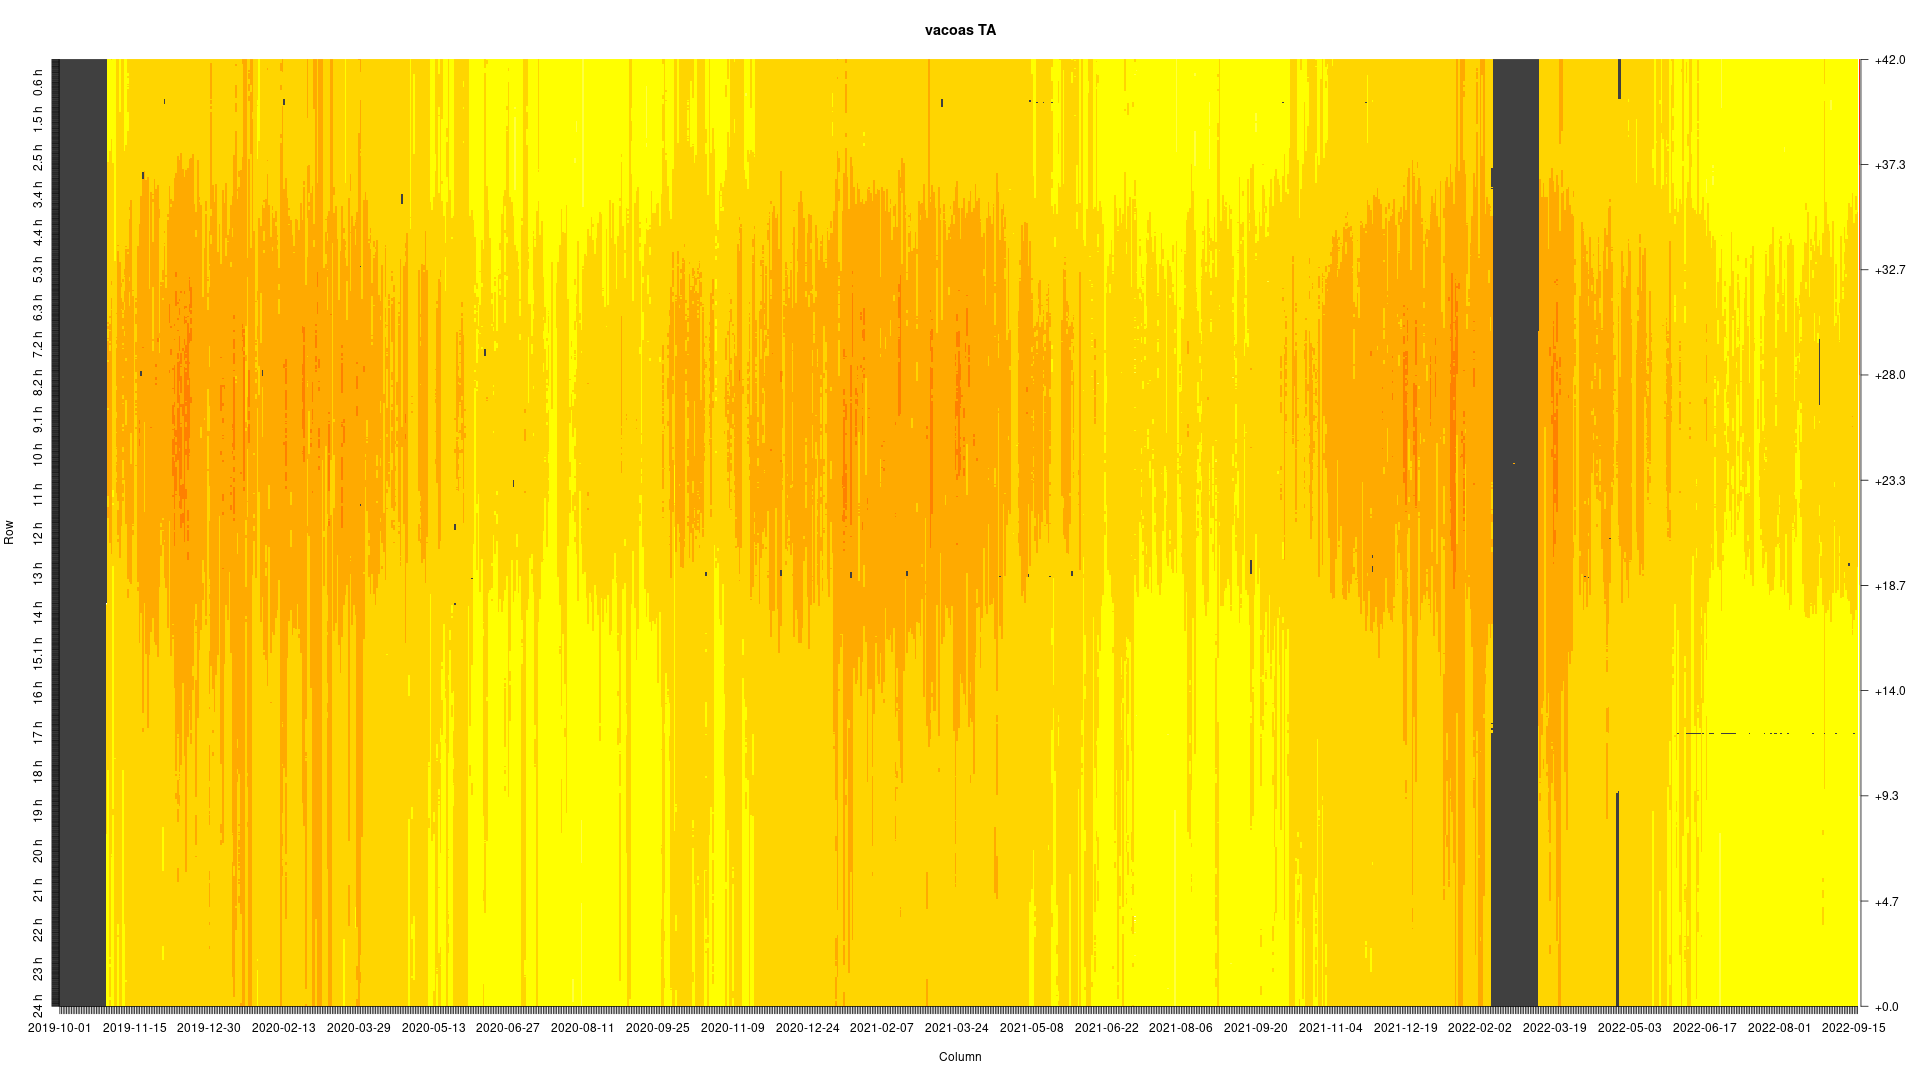 vacoas TA
Row
0.6 h
1.5 h
2.5 h
3.4 h
4.4 h
5.3 h
6.3 h
7.2 h
8.2 h
9.1 h
10 h
11 h
12 h
13 h
14 h
15.1 h
16 h
17 h
18 h
19 h
20 h
21 h
22 h
23 h
24 h
+42.0
+37.3
+32.7
+28.0
+23.3
+18.7
+14.0
+9.3
+4.7
+0.0
2019-10-01 2019-11-15 2019-12-30 2020-02-13 2020-03-29 2020-05-13 2020-06-27 2020-08-11 2020-09-25 2020-11-09 2020-12-24 2021-02-07 2021-03-24 2021-05-08 2021-06-22 2021-08-06 2021-09-20 2021-11-04 2021-12-19 2022-02-02 2022-03-19 2022-05-03 2022-06-17 2022-08-01 2022-09-15
Column